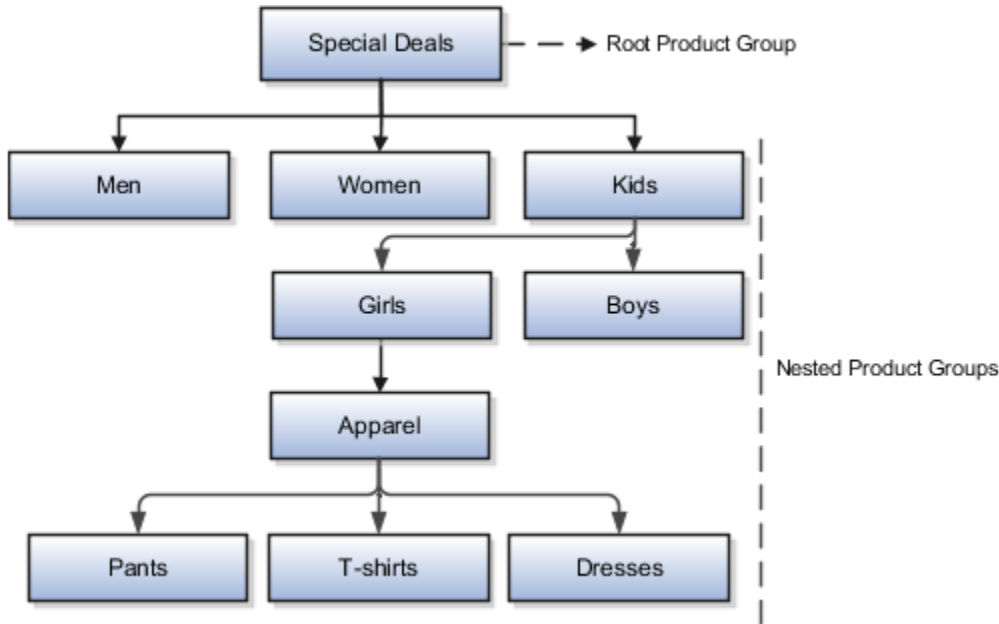 Special Deals
Root Product Group
Men
Women
Kids
Girls
Boys
Nested Product Groups
Apparel
Pants
T-shirts
Dresses